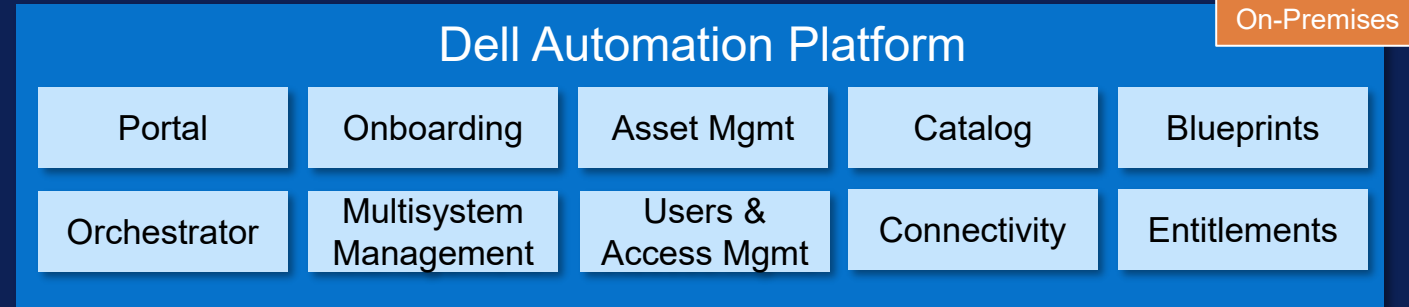 On-Premises
Dell Automation Platform
Portal
Onboarding
Asset Mgmt
Catalog
Blueprints
Orchestrator
Multisystem
Management
Users &
Access Mgmt
Connectivity
Entitlements